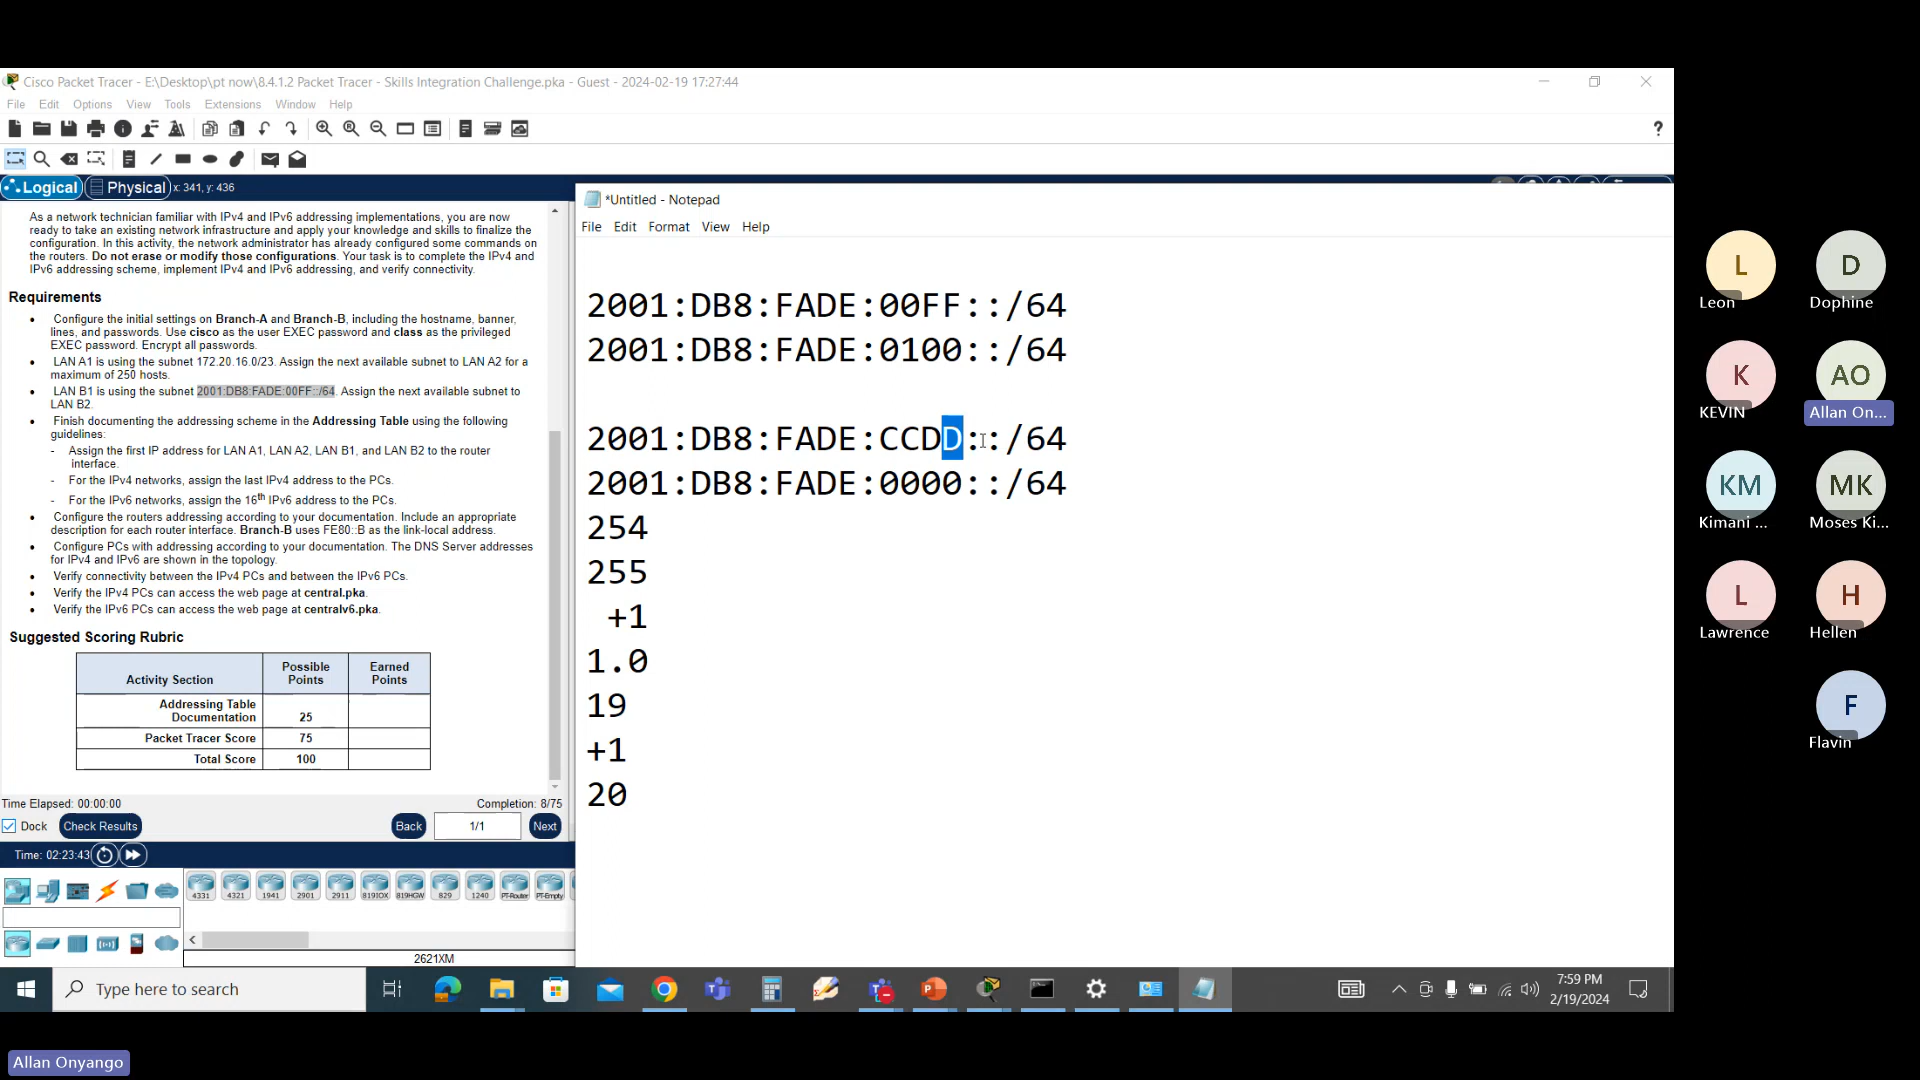 Cisco Packet Tracer - E:\Desktop\pt now\8.4.1.2 Packet Tracer - Skills Integration Challenge.pka - Guest - 2024-02-19 17:27:44
File Edit Options View Tools Extensions Window Help
?
Logical Physical x: 341, y: 436
As a network technician familiar with IPv4 and IPv6 addressing implementations, you are now
ready to take an existing network infrastructure and apply your knowledge and skills to finalize the
configuration. In this activity, the network administrator has already configured some commands on
the routers. Do not erase or modify those configurations. Your task is to complete the IPv4 and
IPv6 addressing scheme, implement IPv4 and IPv6 addressing, and verify connectivity.
Requirements
• Configure the initial settings on Branch-A and Branch-B, including the hostname, banner,
lines, and passwords. Use cisco as the user EXEC password and class as the privileged
EXEC password. Encrypt all passwords.
• LAN A1 is using the subnet 172.20.16.0/23. Assign the next available subnet to LAN A2 for a
maximum of 250 hosts.
• LAN B1 is using the subnet 2001:DB8:FADE:00FF::/64. Assign the next available subnet to
LAN B2.
• Finish documenting the addressing scheme in the Addressing Table using the following
guidelines:
- Assign the first IP address for LAN A1, LAN A2, LAN B1, and LAN B2 to the router
interface.
- For the IPv4 networks, assign the last IPv4 address to the PCs.
- For the IPv6 networks, assign the 16th IPv6 address to the PCs.
• Configure the routers addressing according to your documentation. Include an appropriate
description for each router interface. Branch-B uses FE80::B as the link-local address.
• Configure PCs with addressing according to your documentation. The DNS Server addresses
for IPv4 and IPv6 are shown in the topology.
• Verify connectivity between the IPv4 PCs and between the IPv6 PCs.
• Verify the IPv4 PCs can access the web page at central.pka.
• Verify the IPv6 PCs can access the web page at centralv6.pka.
Suggested Scoring Rubric
Activity Section Possible Points Earned Points
Addressing Table Documentation 25
Packet Tracer Score 75
Total Score 100
Time Elapsed: 00:00:00 Completion: 8/75
Dock Check Results Back 1/1 Next
Time: 02:23:43
4331 4321 1941 2901 2911 819IOX 819HGW 829 1240 PT-Router PT-Empty
2621XM
*Untitled - Notepad
File Edit Format View Help
2001:DB8:FADE:00FF::/64
2001:DB8:FADE:0100::/64
2001:DB8:FADE:CCDD::/64
2001:DB8:FADE:0000::/64
254
255
+1
1.0
19
+1
20
Type here to search
7:59 PM
2/19/2024
L D
Leon Dophine
K AO
KEVIN Allan On...
KM MK
Kimani ... Moses Ki...
L H
Lawrence Hellen
F
Flavin
Allan Onyango